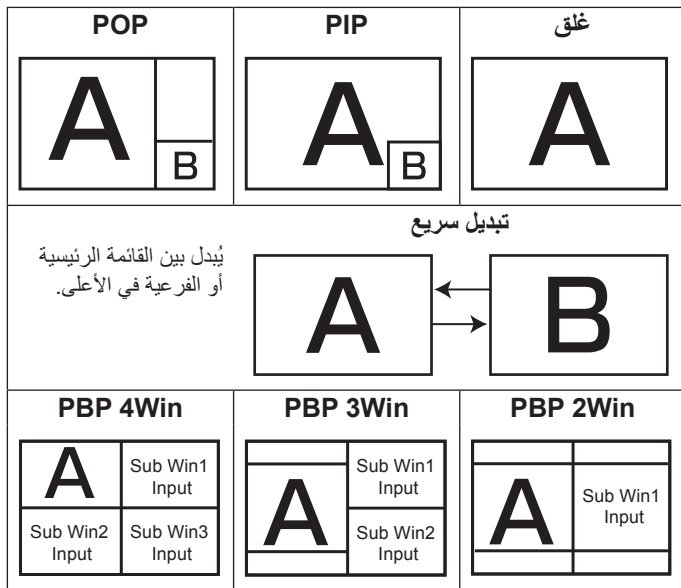 غلق
PIP
POP
A
A
B
A
B
تبديل سريع
يُبدل بين القائمة الرئيسية
أو الفرعية في الأعلى.
A
B
PBP 2Win
PBP 3Win
PBP 4Win
A
Sub Win1
Input
A
Sub Win1
Input
Sub Win2
Input
A
Sub Win1
Input
Sub Win2
Input
Sub Win3
Input